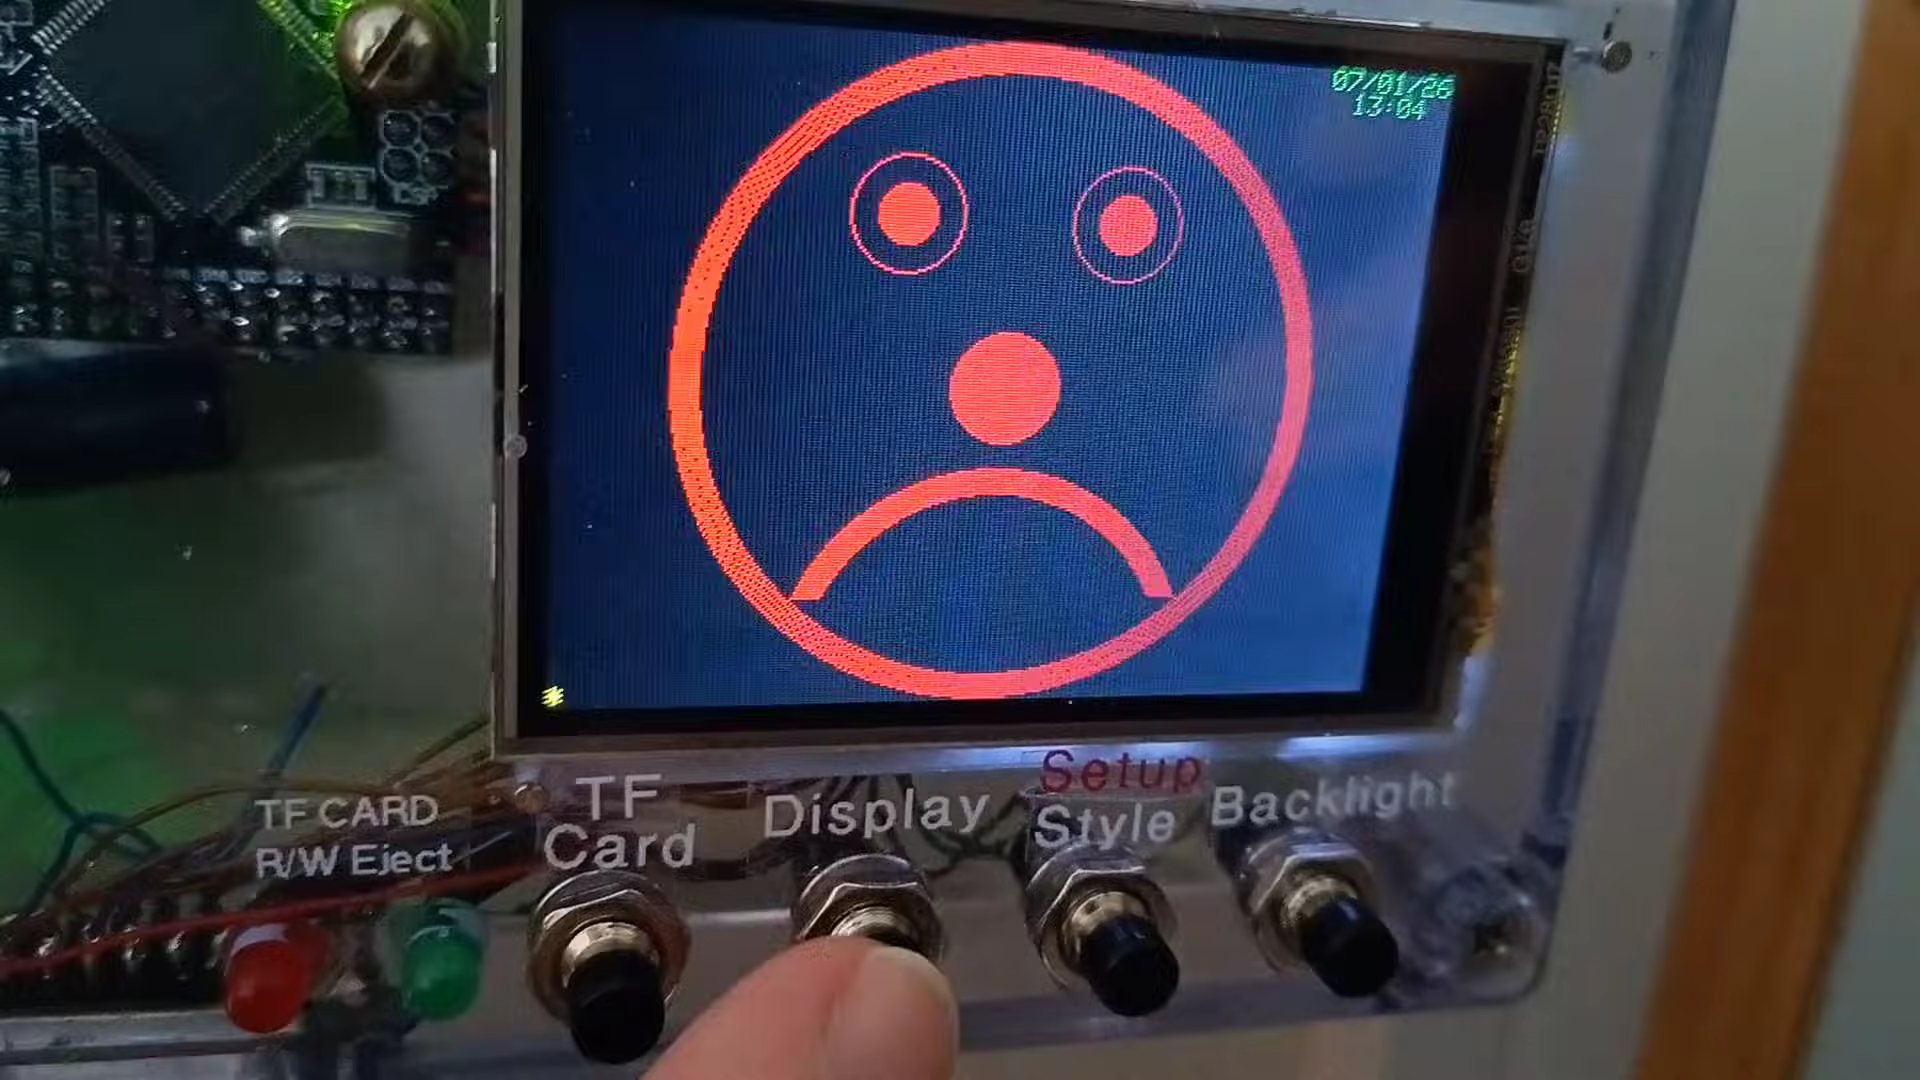 07/01/26
13:04
*
Setup
TF
Card
Display
Style
Backlight
TF CARD
R/W Eject